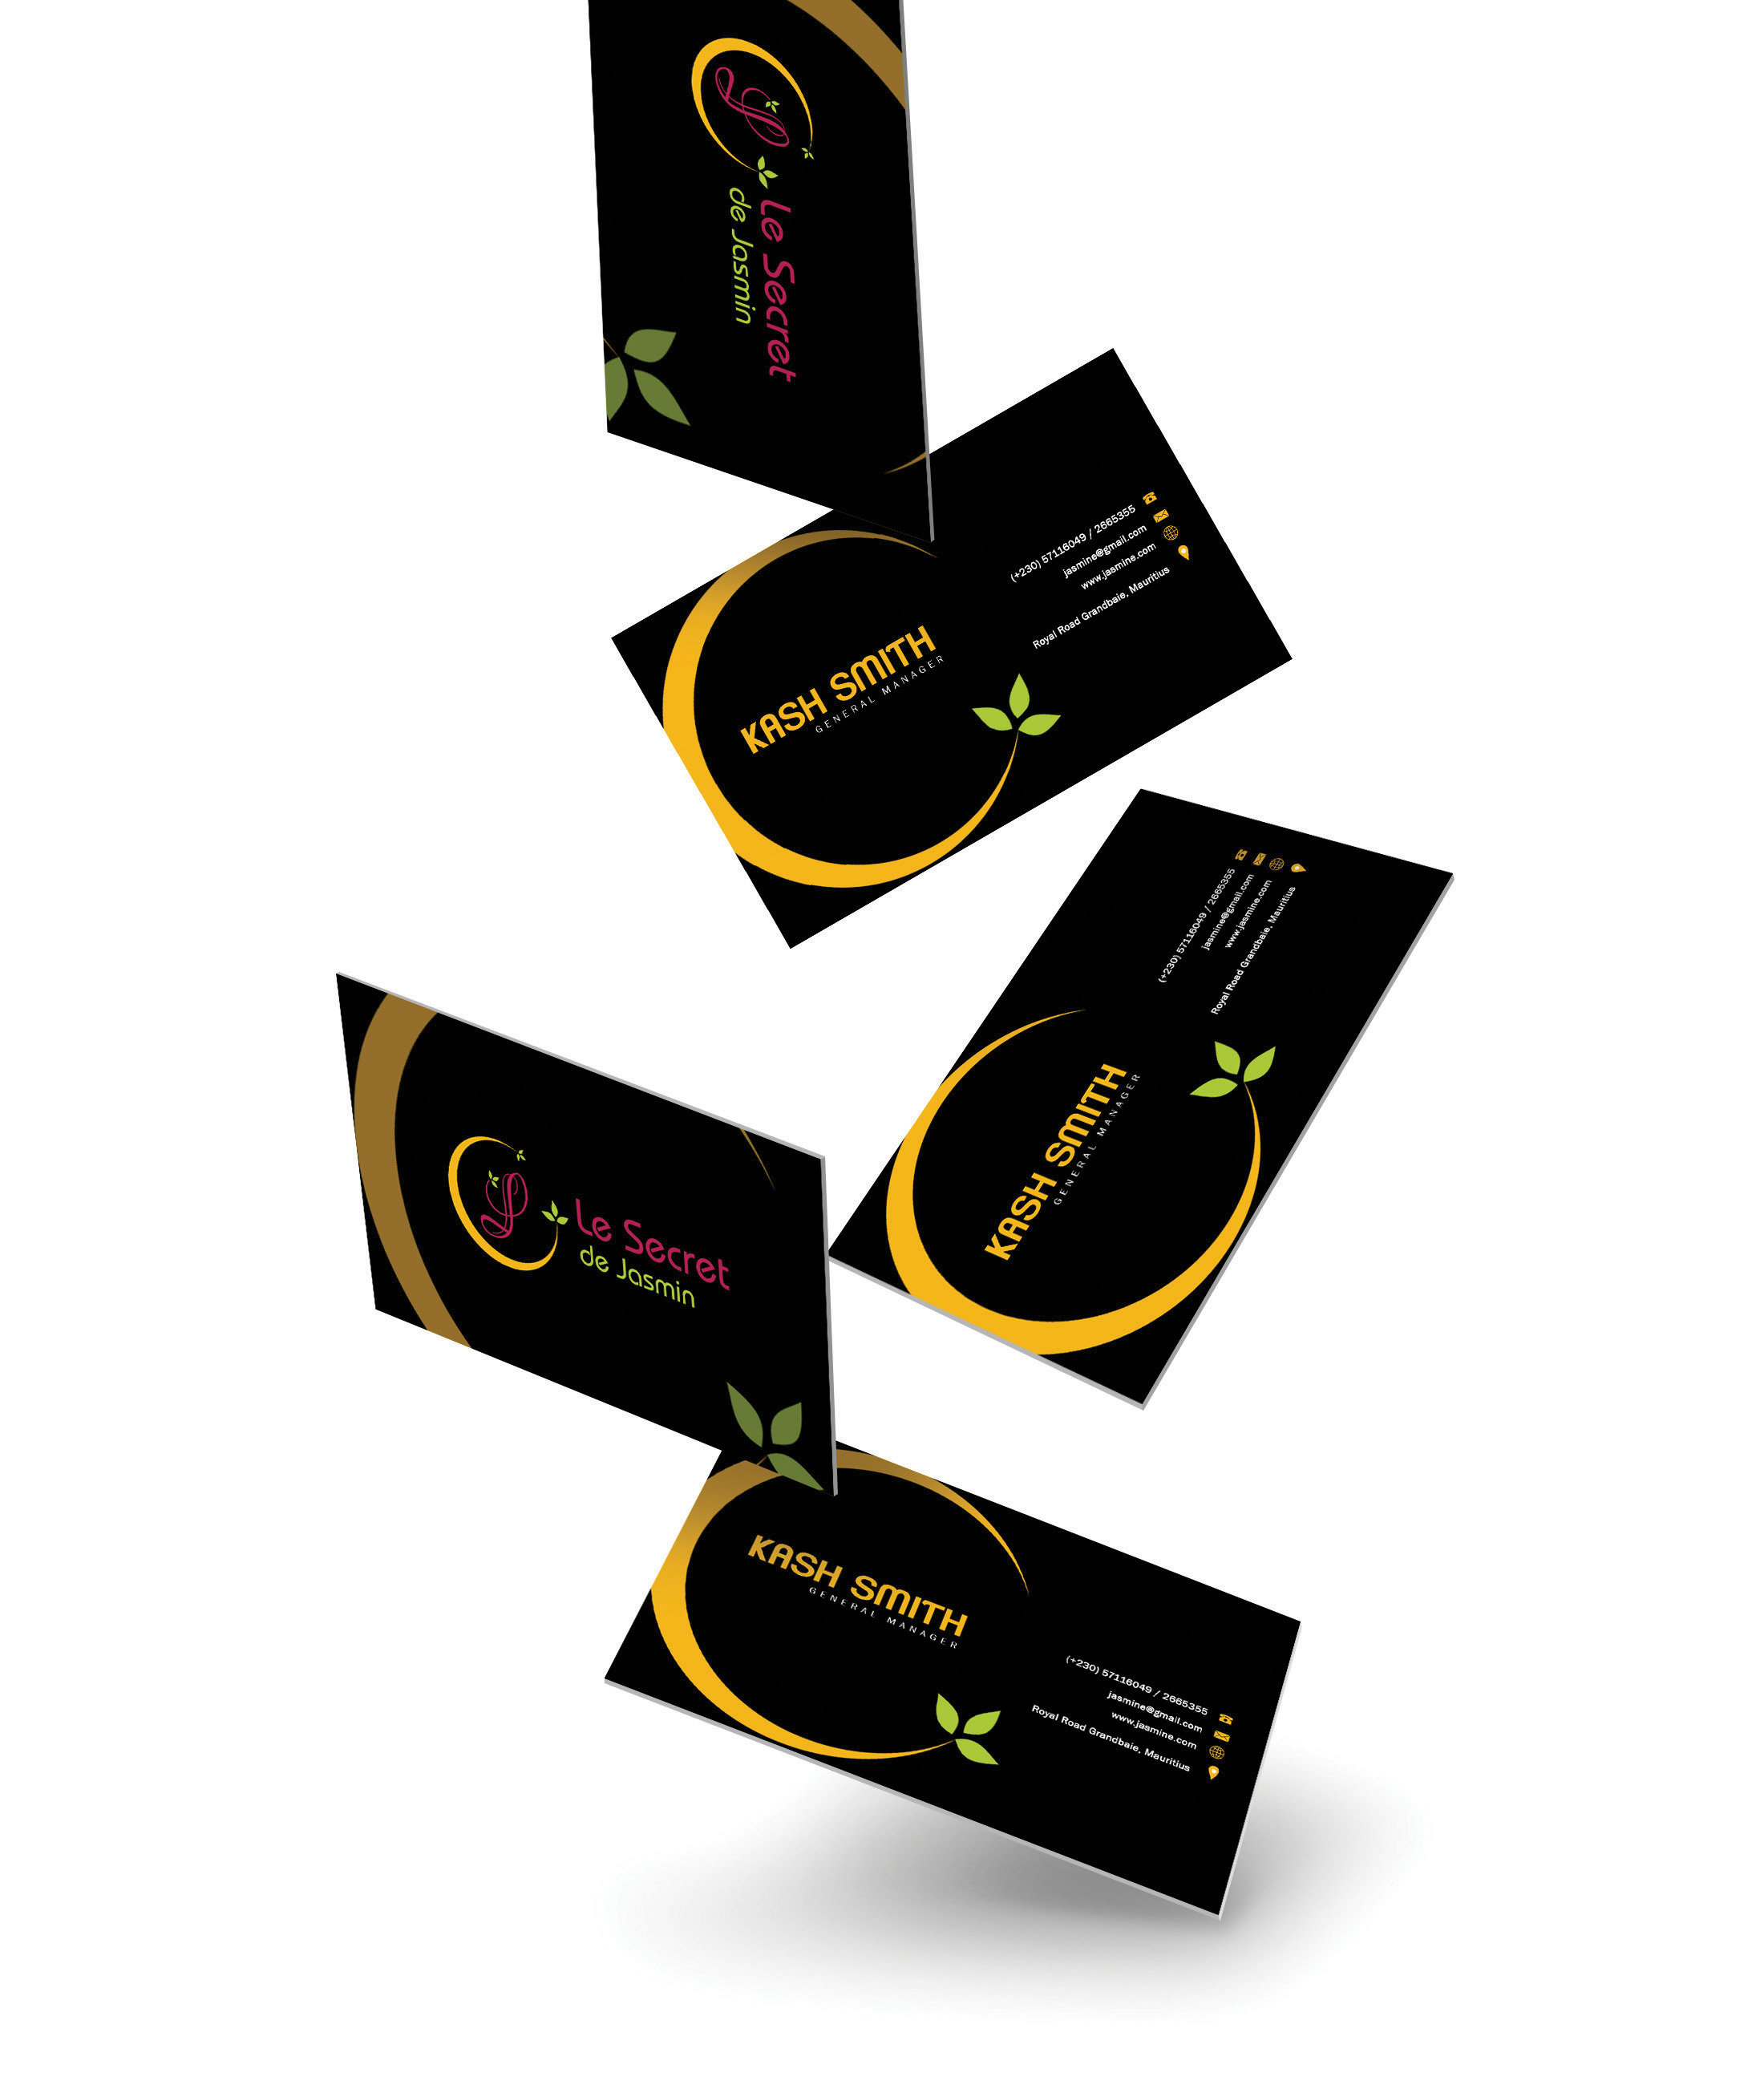 Le Secret
de Jasmin
(+230) 57116049 / 2665355
jasmine@gmail.com
www.jasmine.com
Royal Road Grandbaie, Mauritius
KASH SMITH
GENERAL MANAGER
(+230) 57116049 / 2665355
jasmine@gmail.com
www.jasmine.com
Royal Road Grandbaie, Mauritius
KASH SMITH
GENERAL MANAGER
Le Secret
de Jasmin
KASH SMITH
GENERAL MANAGER
(+230) 57116049 / 2665355
jasmine@gmail.com
www.jasmine.com
Royal Road Grandbaie, Mauritius